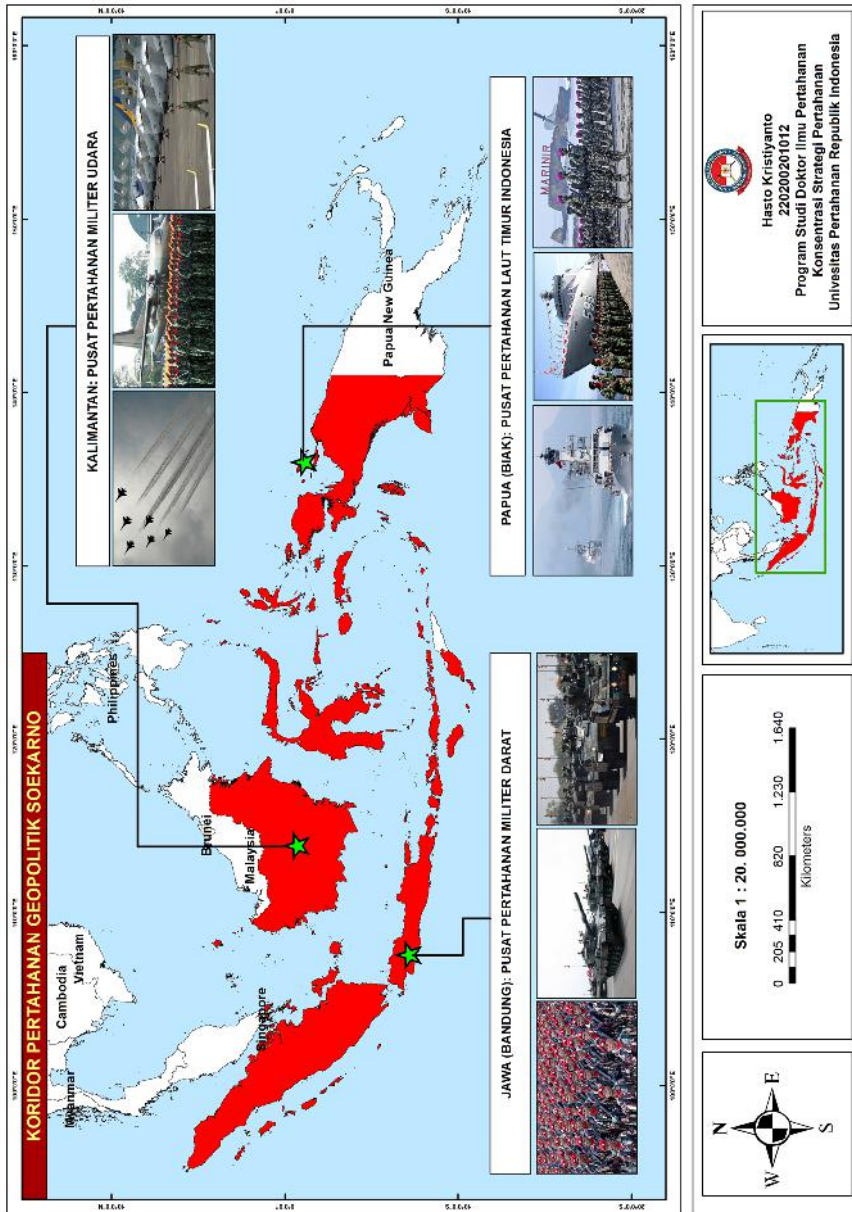 KORIDOR PERTAHANAN GEOPOLITIK SOEKARNO
KALIMANTAN: PUSAT PERTAHANAN MILITER UDARA
Myanmar
Cambodia
Vietnam
Philippines
Brunei
Malaysia
Singapore
Papua New Guinea
JAWA (BANDUNG): PUSAT PERTAHANAN MILITER DARAT
PAPUA (BIAK): PUSAT PERTAHANAN LAUT TIMUR INDONESIA
MARINIR
N
W
E
S
Skala 1 : 20. 000.000
0 205 410 820 1.230 1.640
Kilometers
Hasto Kristiyanto
220200201012
Program Studi Doktor Ilmu Pertahanan
Konsentrasi Strategi Pertahanan
Univesitas Pertahanan Republik Indonesia